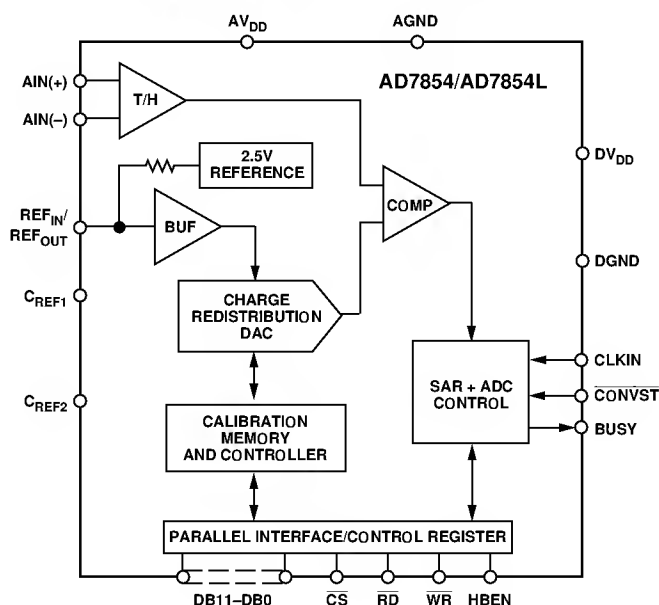 AVDD
AGND
AD7854/AD7854L
AIN(+)
AIN(–)
T/H
2.5V
REFERENCE
DVDD
REFIN/
REFOUT
BUF
COMP
DGND
CREF1
CHARGE
REDISTRIBUTION
DAC
CREF2
SAR + ADC
CONTROL
CLKIN
CONVST
BUSY
CALIBRATION
MEMORY
AND CONTROLLER
PARALLEL INTERFACE/CONTROL REGISTER
DB11–DB0
CS
RD
WR
HBEN